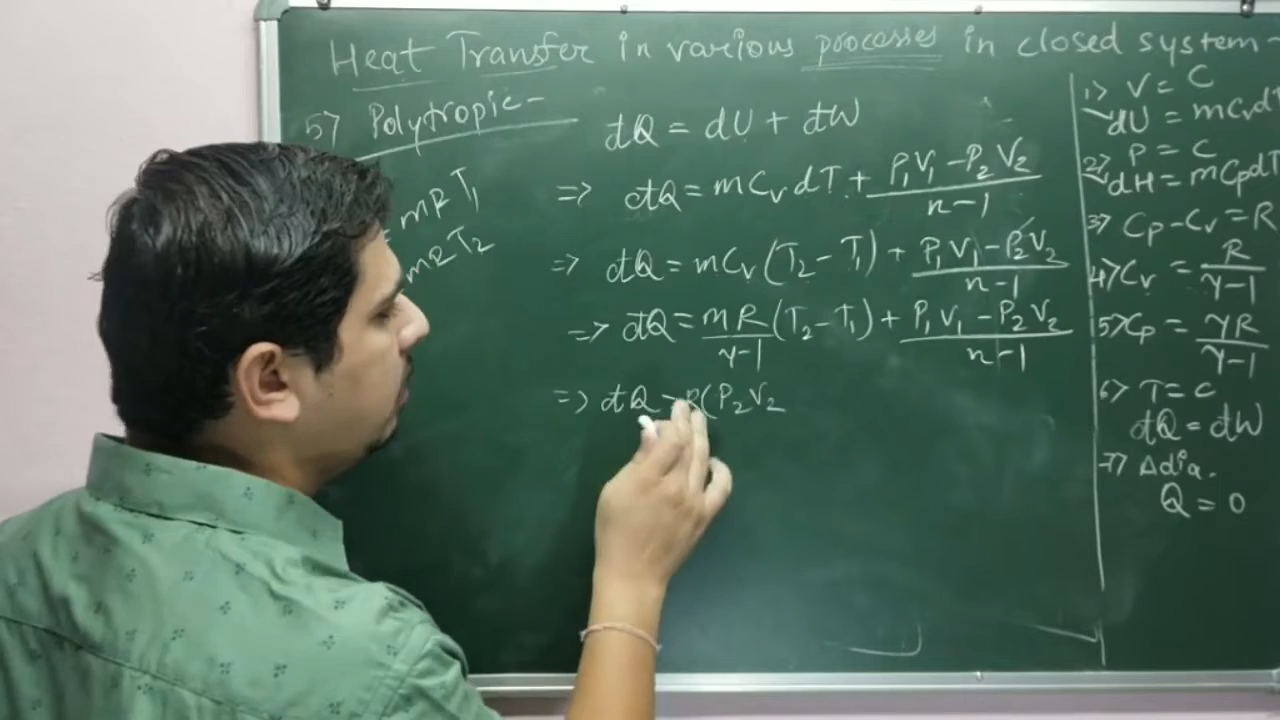 Heat Transfer in various processes in closed system-
5) Polytropic-
mRT₁
mRT₂
dQ = dU + dW
=> dQ = mCvdT + P₁V₁-P₂V₂/n-1
=> dQ = mCv(T₂-T₁) + P₁V₁-P₂V₂/n-1
=> dQ = mR/γ-1 (T₂-T₁) + P₁V₁-P₂V₂/n-1
=> dQ (P₂V₂
1) V = C
dU = mCvdT
2) P = C
dH = mCpdT
3) Cp-Cv = R
4) Cv = R/γ-1
5) Cp = γR/γ-1
6) T = C
dQ = dW
7) Adia.
Q = 0